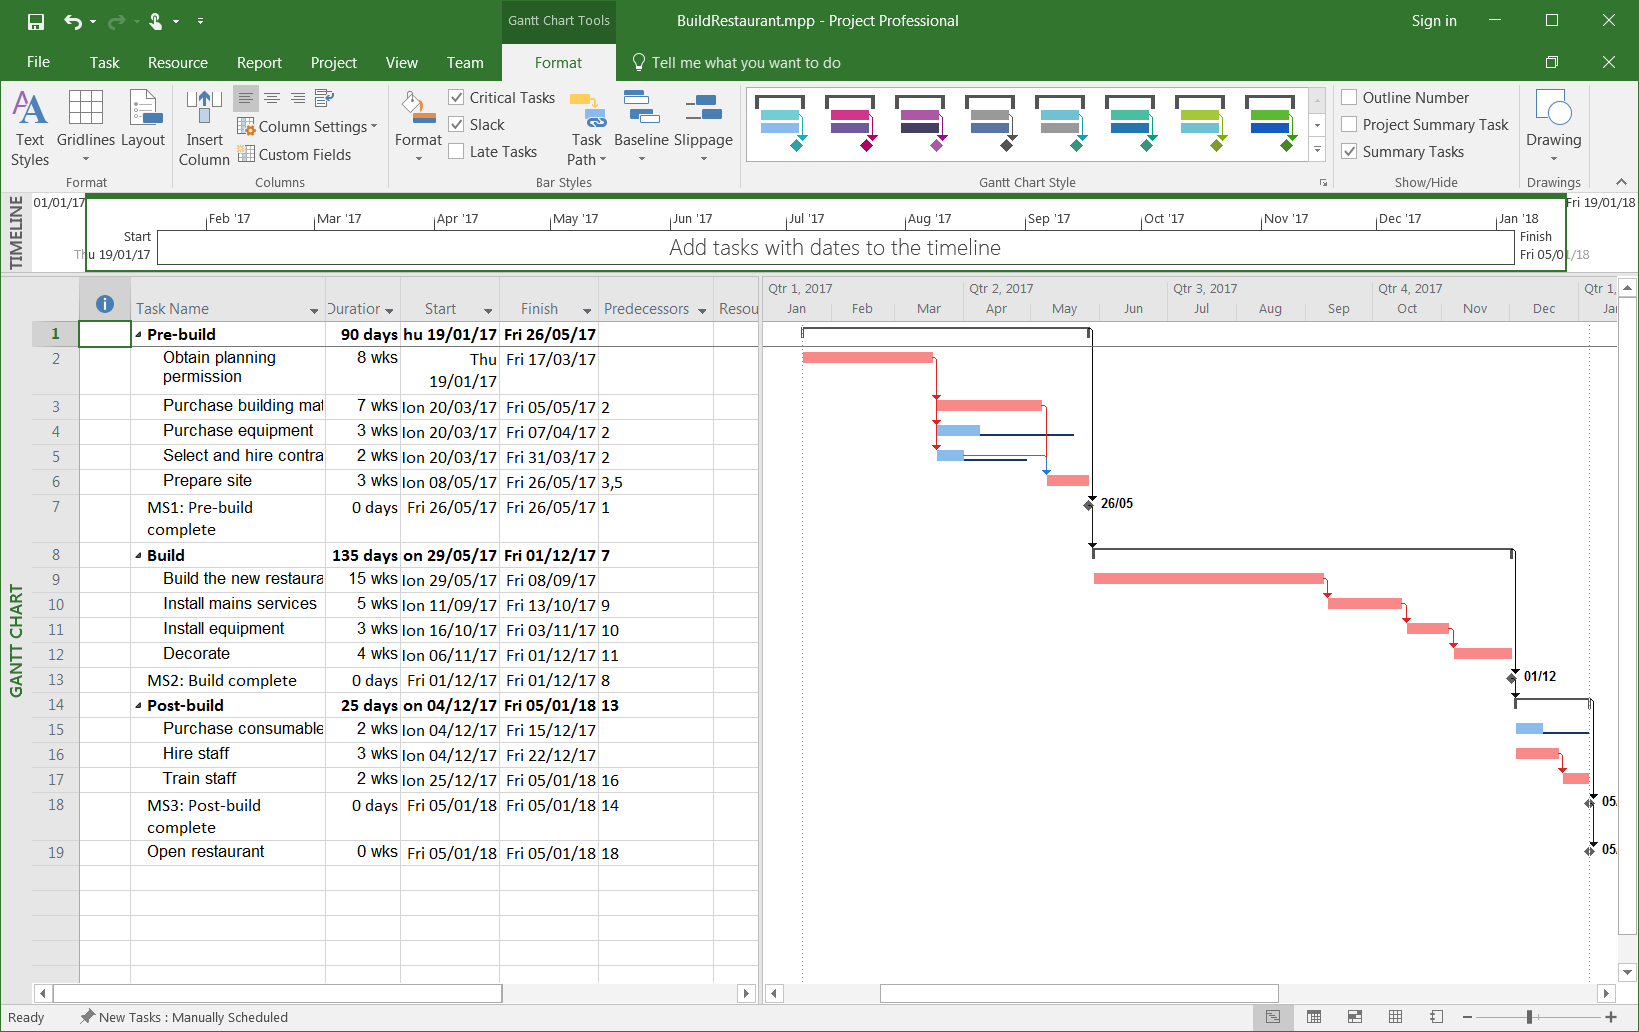 Gantt Chart Tools
BuildRestaurant.mpp - Project Professional
Sign in
File Task Resource Report Project View Team Format Tell me what you want to do
Text Styles
Gridlines
Layout
Format
Insert Column
Column Settings
Custom Fields
Columns
Format
Critical Tasks
Slack
Late Tasks
Task Path
Baseline
Slippage
Bar Styles
Gantt Chart Style
Outline Number
Project Summary Task
Summary Tasks
Show/Hide
Drawing
Drawings
TIMELINE
01/01/17
Fri 19/01/18
Feb '17 Mar '17 Apr '17 May '17 Jun '17 Jul '17 Aug '17 Sep '17 Oct '17 Nov '17 Dec '17 Jan '18
Start
Thu 19/01/17
Add tasks with dates to the timeline
Finish
Fri 05/01/18
GANTT CHART
Task Name Duration Start Finish Predecessors Resou
Qtr 1, 2017 Qtr 2, 2017 Qtr 3, 2017 Qtr 4, 2017 Qtr 1,
Jan Feb Mar Apr May Jun Jul Aug Sep Oct Nov Dec Jan
1 Pre-build 90 days hu 19/01/17 Fri 26/05/17
2 Obtain planning permission 8 wks Thu 19/01/17 Fri 17/03/17
3 Purchase building mat 7 wks Ion 20/03/17 Fri 05/05/17 2
4 Purchase equipment 3 wks Ion 20/03/17 Fri 07/04/17 2
5 Select and hire contra 2 wks Ion 20/03/17 Fri 31/03/17 2
6 Prepare site 3 wks Ion 08/05/17 Fri 26/05/17 3,5
7 MS1: Pre-build complete 0 days Fri 26/05/17 Fri 26/05/17 1
26/05
8 Build 135 days on 29/05/17 Fri 01/12/17 7
9 Build the new restaura 15 wks Ion 29/05/17 Fri 08/09/17
10 Install mains services 5 wks Ion 11/09/17 Fri 13/10/17 9
11 Install equipment 3 wks Ion 16/10/17 Fri 03/11/17 10
12 Decorate 4 wks Ion 06/11/17 Fri 01/12/17 11
13 MS2: Build complete 0 days Fri 01/12/17 Fri 01/12/17 8
01/12
14 Post-build 25 days on 04/12/17 Fri 05/01/18 13
15 Purchase consumable 2 wks Ion 04/12/17 Fri 15/12/17
16 Hire staff 3 wks Ion 04/12/17 Fri 22/12/17
17 Train staff 2 wks Ion 25/12/17 Fri 05/01/18 16
18 MS3: Post-build complete 0 days Fri 05/01/18 Fri 05/01/18 14
05
19 Open restaurant 0 wks Fri 05/01/18 Fri 05/01/18 18
05
Ready New Tasks : Manually Scheduled